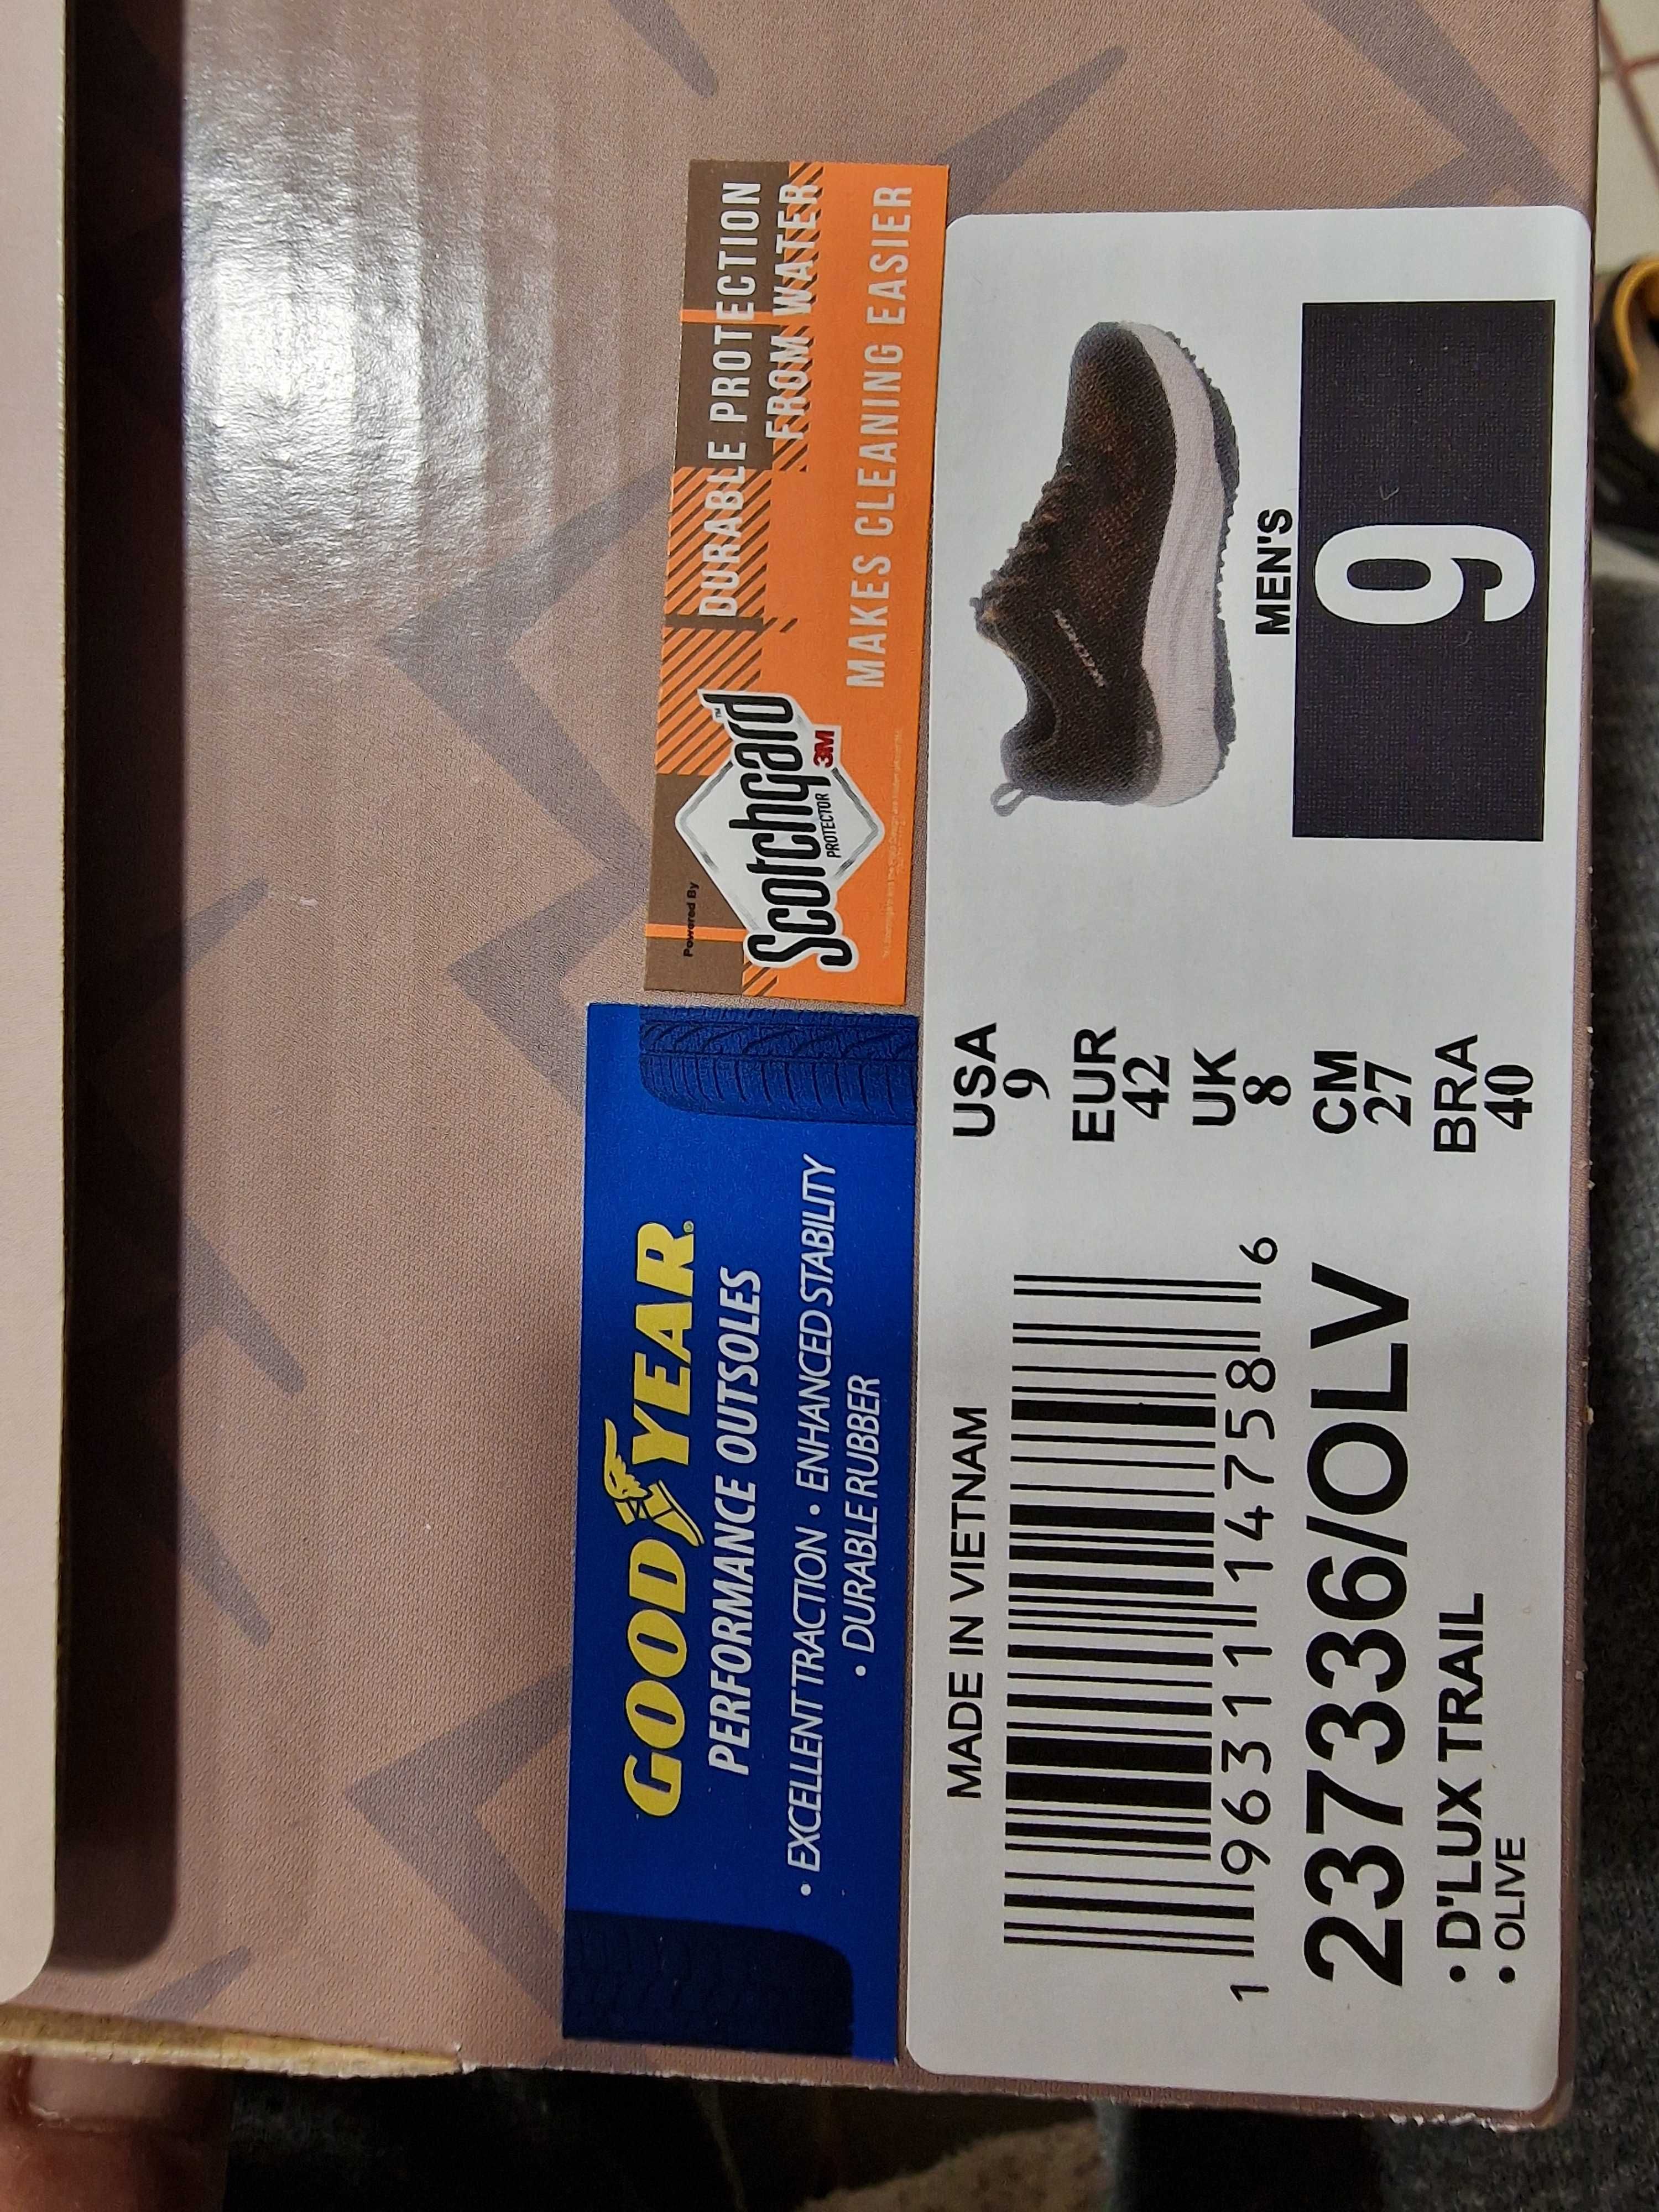 GOODYEAR®
PERFORMANCE OUTSOLES
• EXCELLENT TRACTION • ENHANCED STABILITY
• DURABLE RUBBER
Powered By
Scotchgard™
PROTECTOR 3M
DURABLE PROTECTION
FROM WATER
MAKES CLEANING EASIER
MADE IN VIETNAM
1 96311 14758 6
237336/OLV
• D'LUX TRAIL
• OLIVE
USA
9
EUR
42
UK
8
CM
27
BRA
40
MEN'S
9